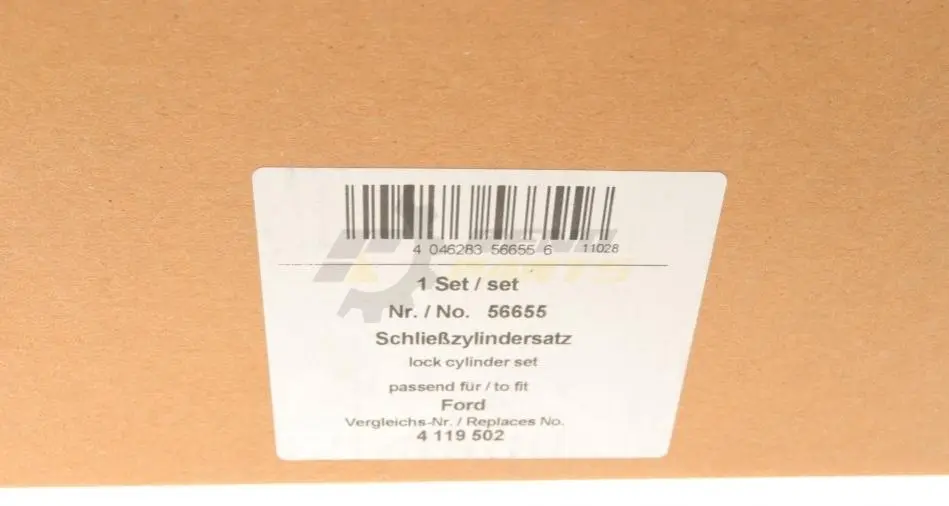 4 046283 56655 6 11028
1 Set / set
Nr. / No. 56655
Schließzylindersatz
lock cylinder set
passend für / to fit
Ford
Vergleichs-Nr. / Replaces No.
4 119 502